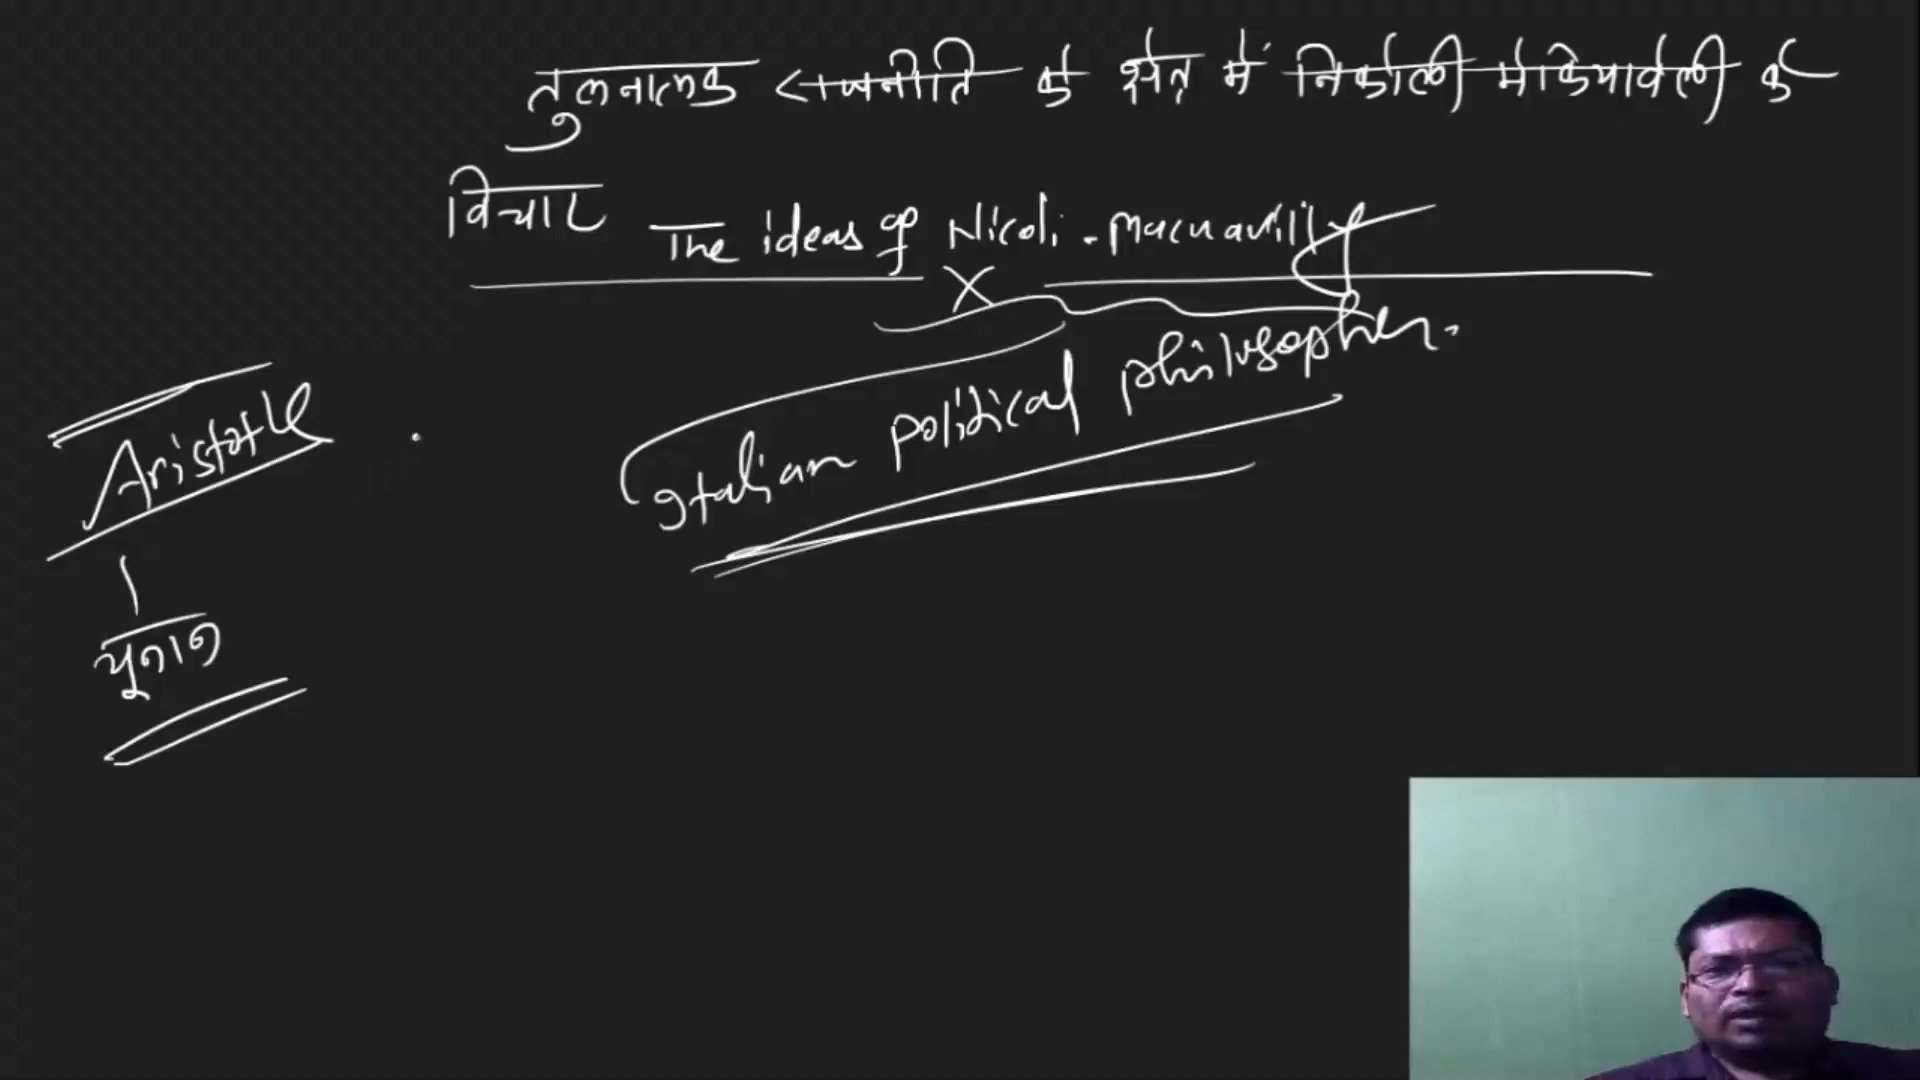 तुलनात्मक राजनीति के क्षेत्र में निकोली मेकियावेली के
विचार The ideas of Nicoli - Macuavilly
Italian political philosopher.
Aristotle
यूनान